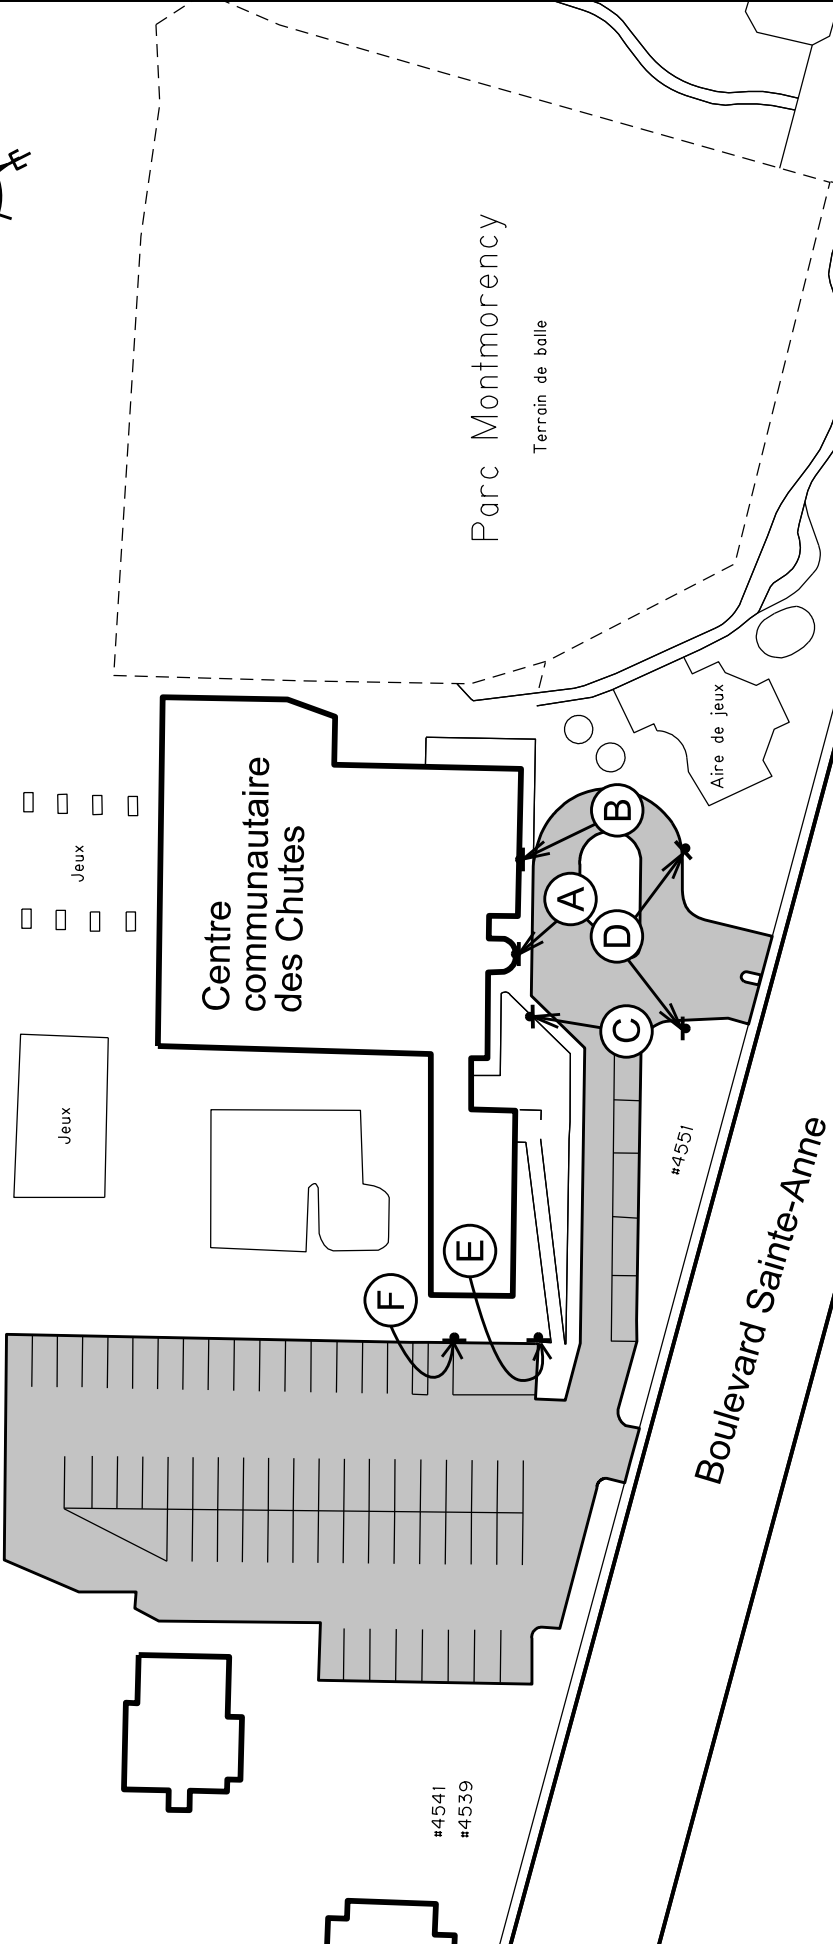 Parc Montmorency
Terrain de balle
Aire de jeux
Jeux
Centre
communautaire
des Chutes
B
A
D
C
Jeux
#4551
E
F
Boulevard Sainte-Anne
#4541
#4539